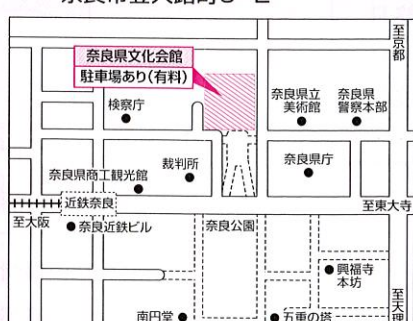 奈良県文化会館
駐車場あり(有料)
至京都
検察庁
奈良県立
美術館
奈良県
警察本部
裁判所
奈良県庁
奈良県商工観光館
近鉄奈良
至東大寺
至大阪
奈良近鉄ビル
奈良公園
興福寺
本坊
至天理
南円堂
五重の塔